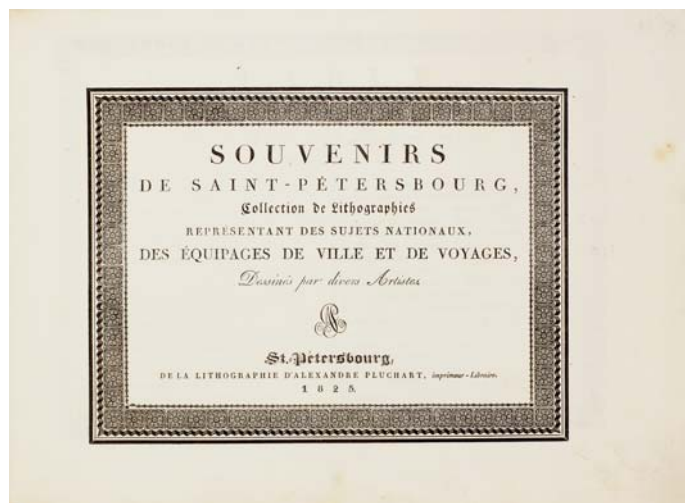 SOUVENIRS
DE SAINT-PÉTERSBOURG,
Collection de Lithographies
REPRÉSENTANT DES SUJETS NATIONAUX,
DES ÉQUIPAGES DE VILLE ET DE VOYAGES,
Dessinés par divers Artistes
St. Pétersbourg,
DE LA LITHOGRAPHIE D'ALEXANDRE PLUCHART, imprimeur-Libraire.
1825.